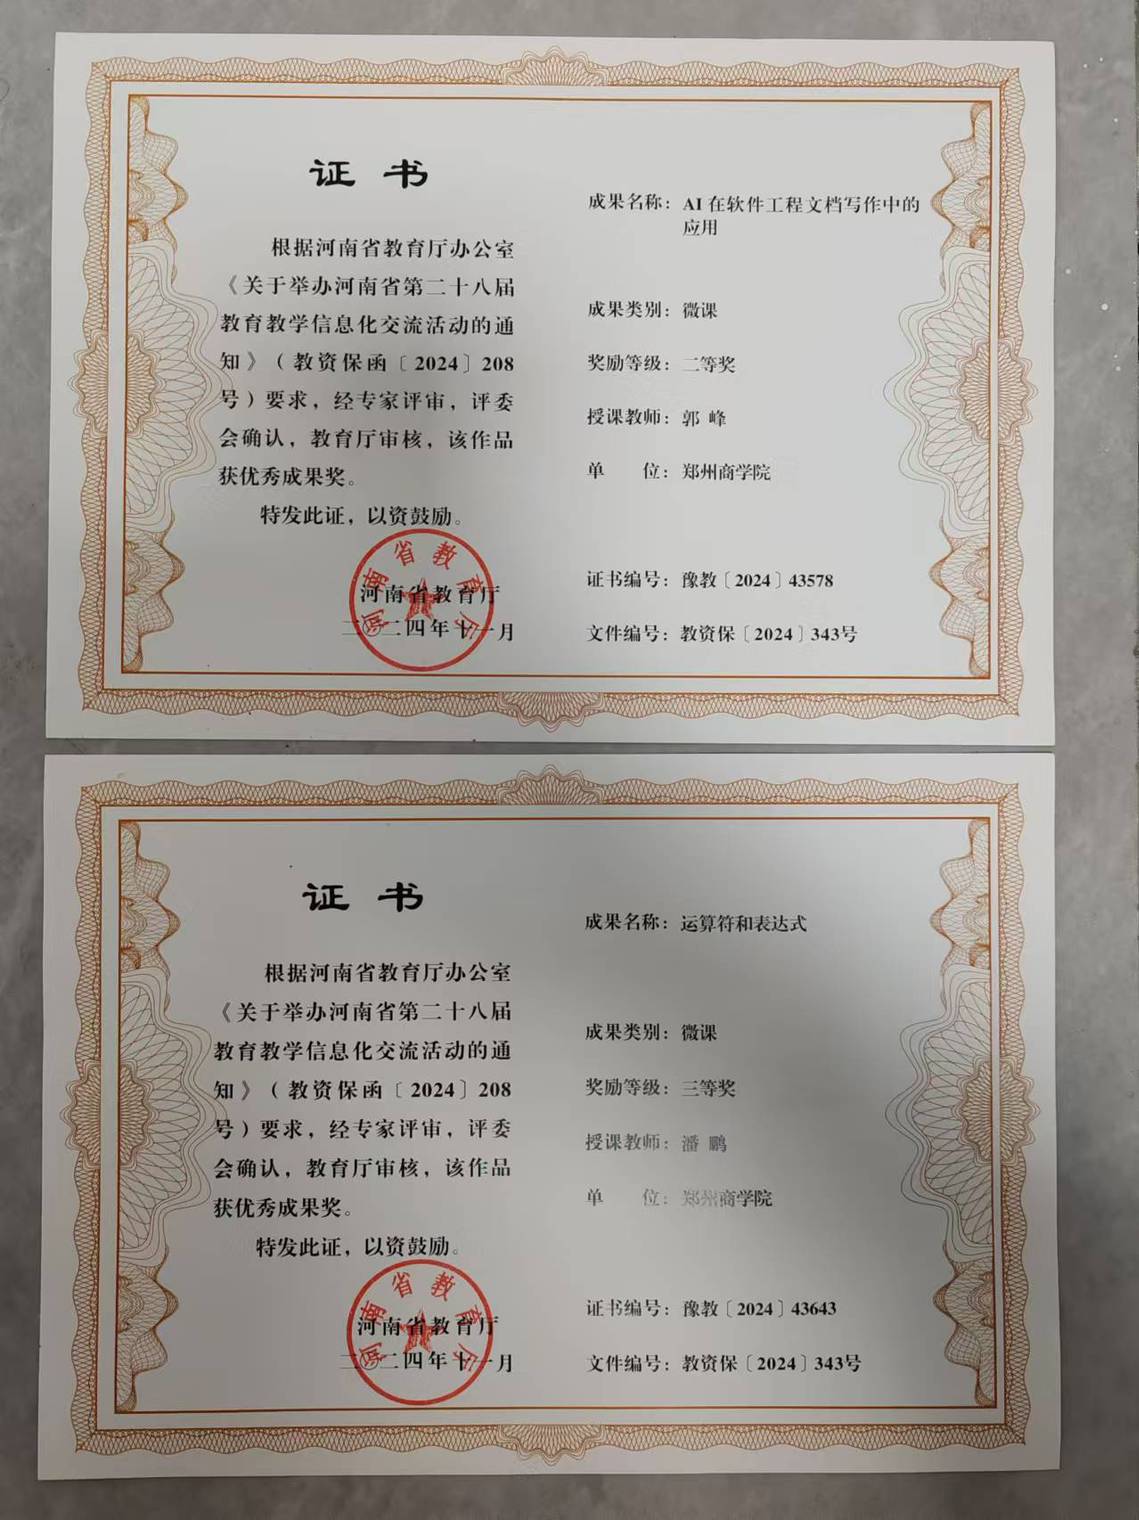 证书
根据河南省教育厅办公室
《关于举办河南省第二十八届
教育教学信息化交流活动的通
知》（教资保函〔2024〕208
号）要求，经专家评审，评委
会确认，教育厅审核，该作品
获优秀成果奖。
特发此证，以资鼓励。
河南省教育厅
河南省教育厅
二〇二四年十一月
成果名称：AI 在软件工程文档写作中的
应用
成果类别：微课
奖励等级：二等奖
授课教师：郭 峰
单 位：郑州商学院
证书编号：豫教〔2024〕43578
文件编号：教资保〔2024〕343号
证书
根据河南省教育厅办公室
《关于举办河南省第二十八届
教育教学信息化交流活动的通
知》（教资保函〔2024〕208
号）要求，经专家评审，评委
会确认，教育厅审核，该作品
获优秀成果奖。
特发此证，以资鼓励。
河南省教育厅
河南省教育厅
二〇二四年十一月
成果名称：运算符和表达式
成果类别：微课
奖励等级：三等奖
授课教师：潘 鹏
单 位：郑州商学院
证书编号：豫教〔2024〕43643
文件编号：教资保〔2024〕343号